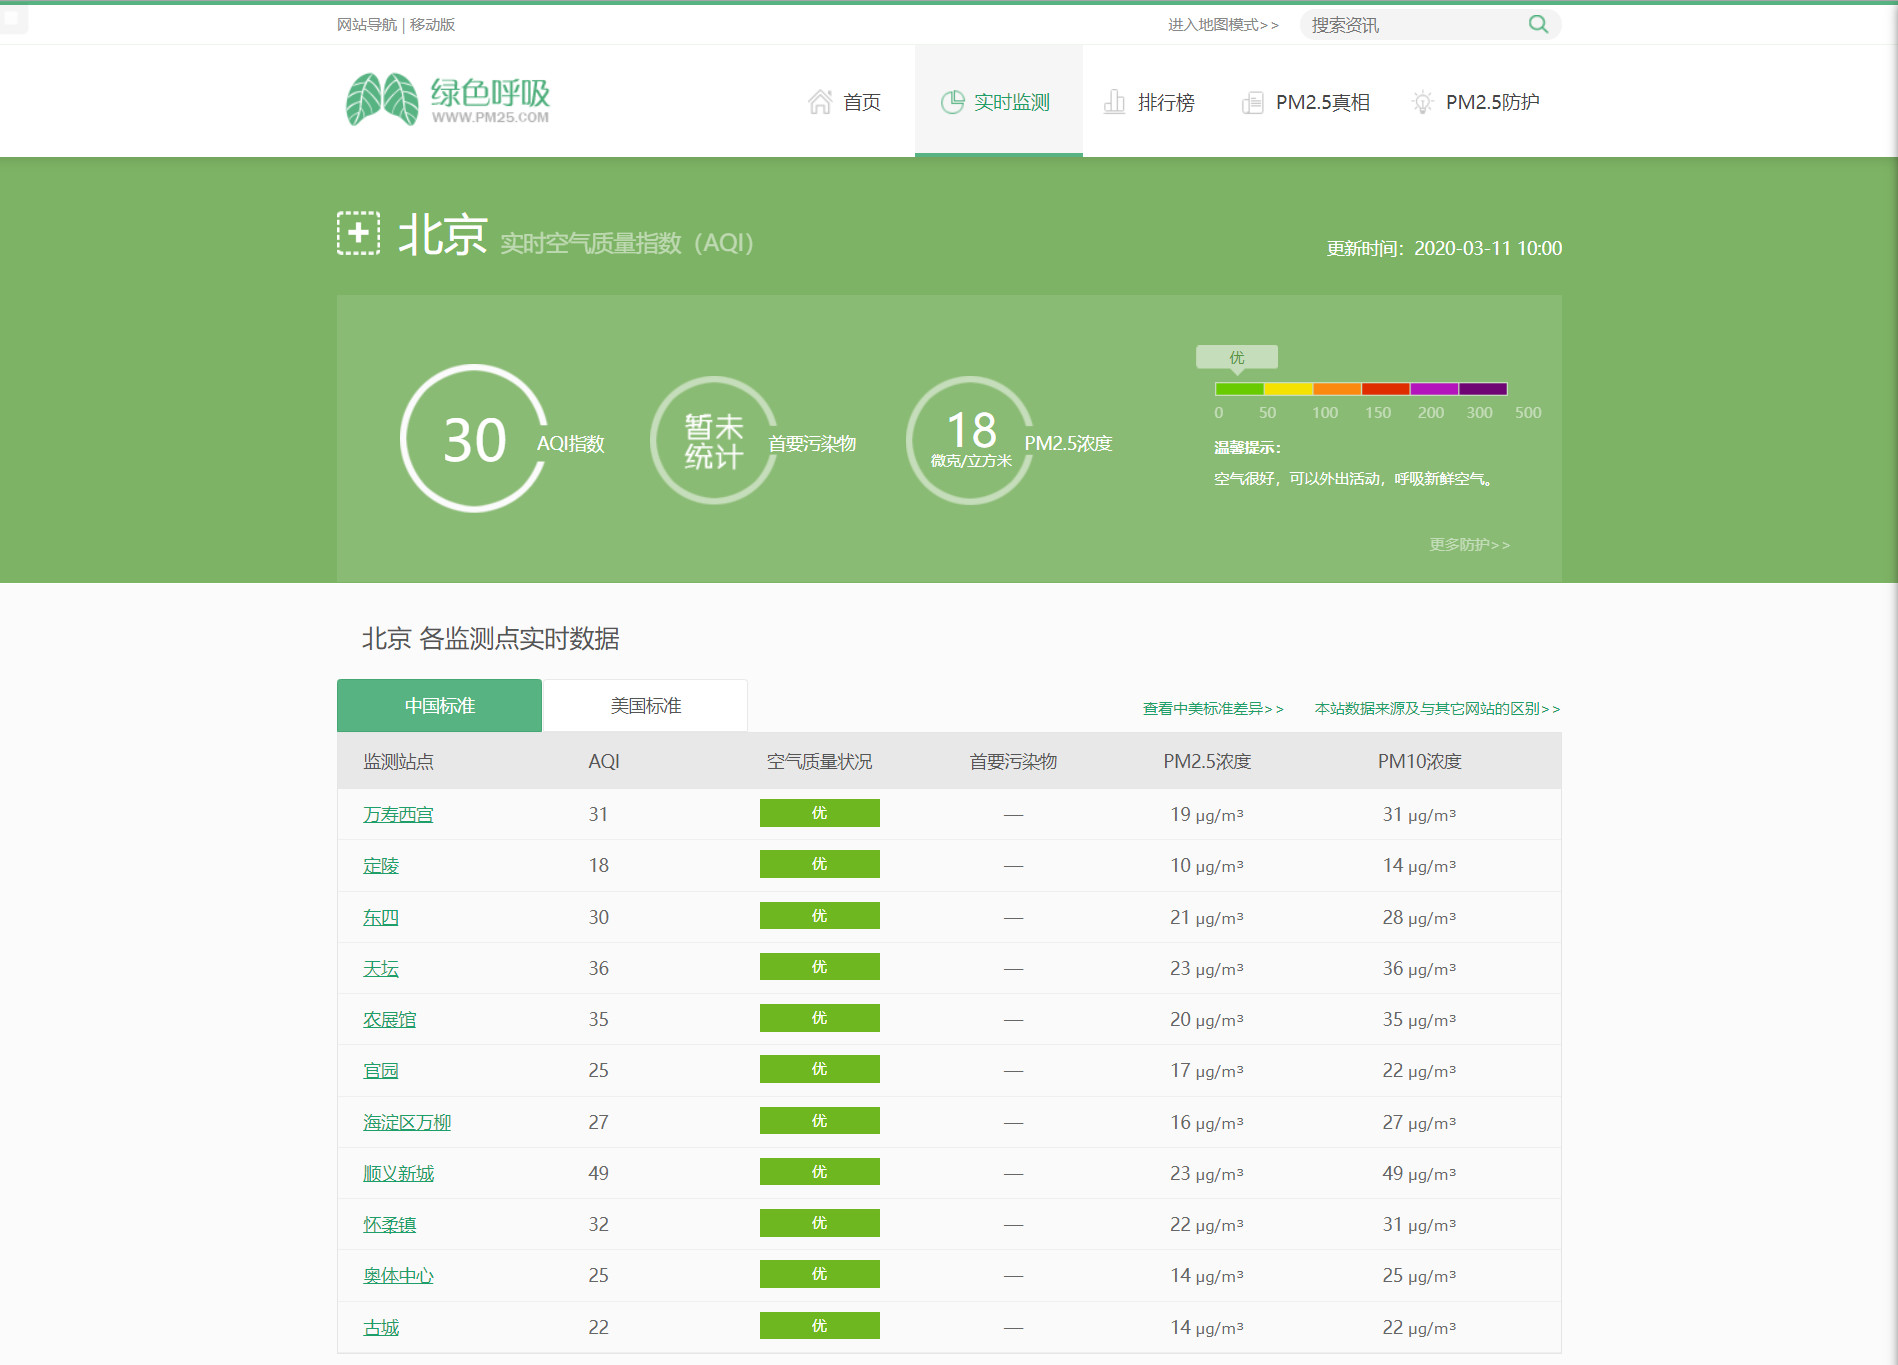 网站导航 | 移动版
进入地图模式>>
搜索资讯
绿色呼吸
WWW.PM25.COM
首页
实时监测
排行榜
PM2.5真相
PM2.5防护
北京 实时空气质量指数（AQI）
更新时间：2020-03-11 10:00
30 AQI指数
暂未
统计
首要污染物
18
微克/立方米
PM2.5浓度
优
0 50 100 150 200 300 500
温馨提示：
空气很好，可以外出活动，呼吸新鲜空气。
更多防护>>
北京 各监测点实时数据
中国标准 美国标准 查看中美标准差异>> 本站数据来源及与其它网站的区别>>
监测站点 AQI 空气质量状况 首要污染物 PM2.5浓度 PM10浓度
万寿西宫 31 优 — 19 μg/m³ 31 μg/m³
定陵 18 优 — 10 μg/m³ 14 μg/m³
东四 30 优 — 21 μg/m³ 28 μg/m³
天坛 36 优 — 23 μg/m³ 36 μg/m³
农展馆 35 优 — 20 μg/m³ 35 μg/m³
官园 25 优 — 17 μg/m³ 22 μg/m³
海淀区万柳 27 优 — 16 μg/m³ 27 μg/m³
顺义新城 49 优 — 23 μg/m³ 49 μg/m³
怀柔镇 32 优 — 22 μg/m³ 31 μg/m³
奥体中心 25 优 — 14 μg/m³ 25 μg/m³
古城 22 优 — 14 μg/m³ 22 μg/m³